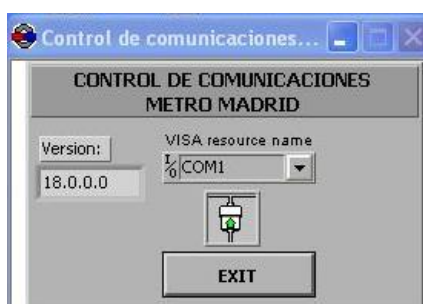 Control de comunicaciones...
CONTROL DE COMUNICACIONES
METRO MADRID
Version:
18.0.0.0
VISA resource name
I/O COM1
EXIT